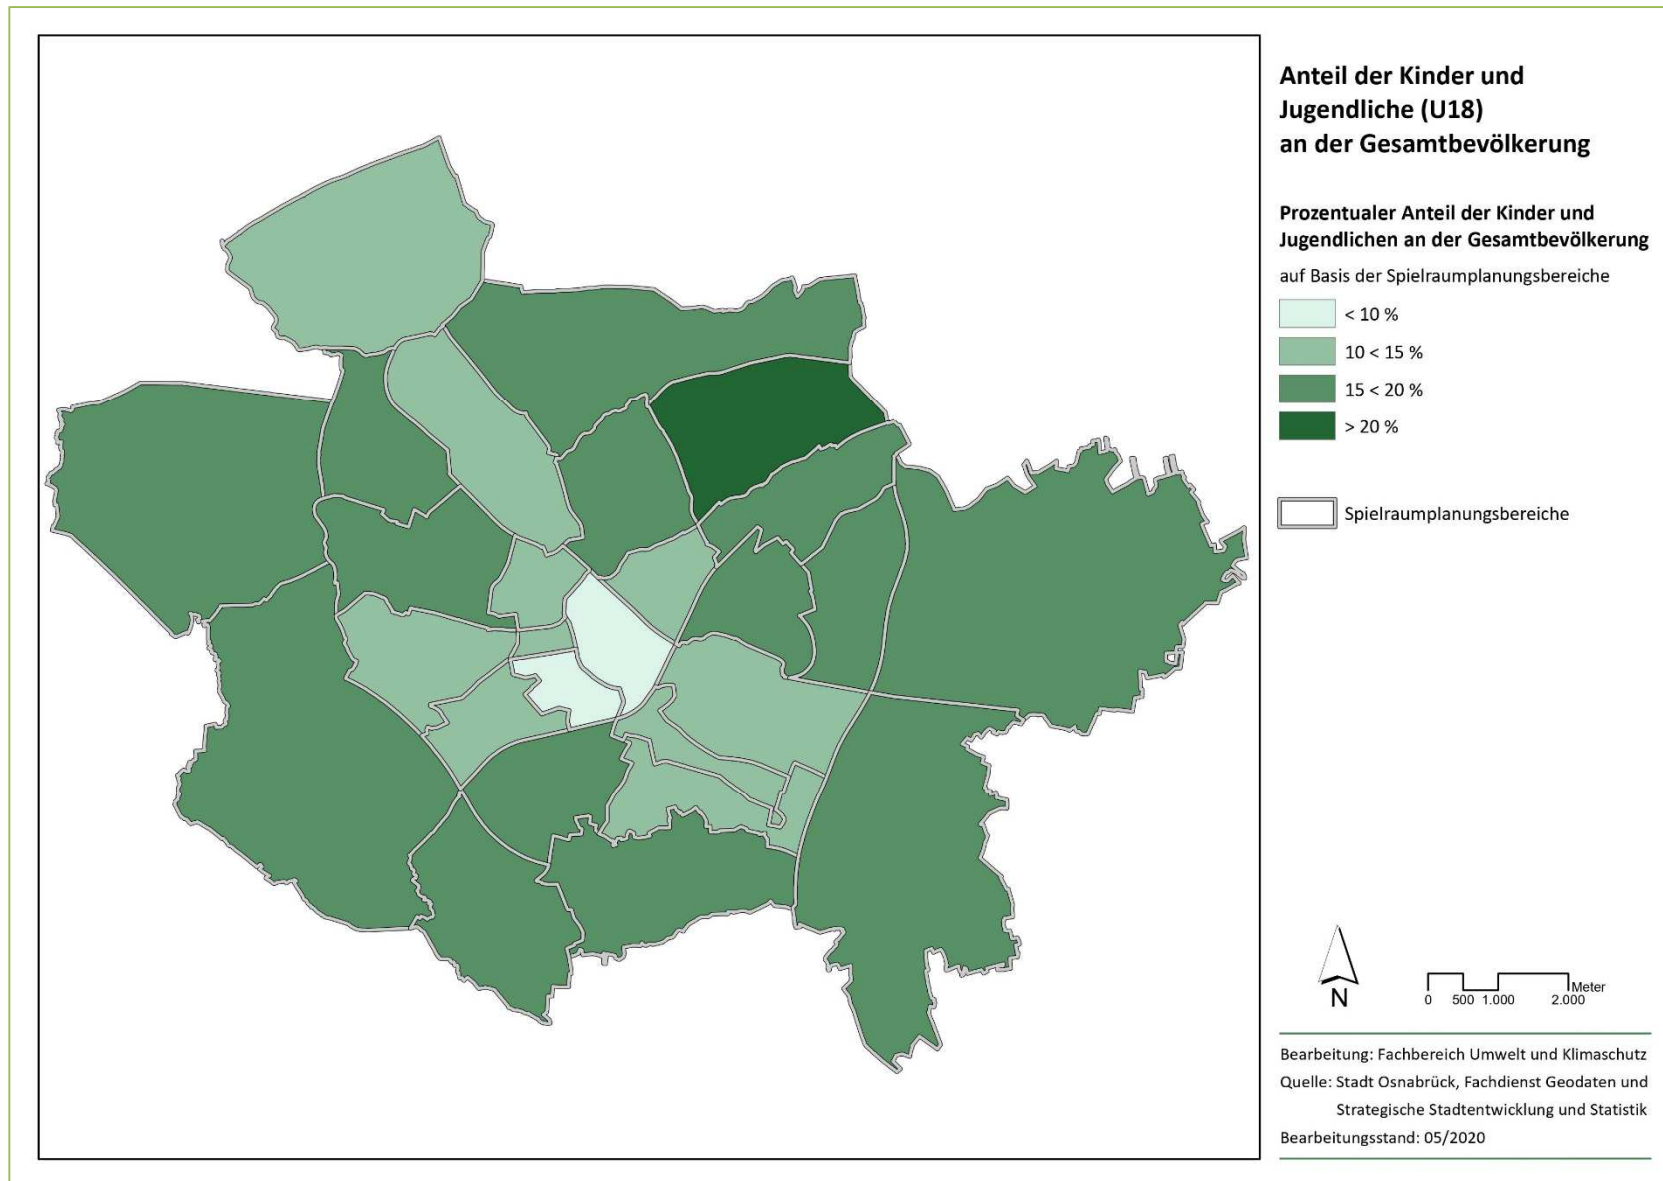 Anteil der Kinder und
Jugendliche (U18)
an der Gesamtbevölkerung
Prozentualer Anteil der Kinder und
Jugendlichen an der Gesamtbevölkerung
auf Basis der Spielraumplanungsbereiche
< 10 %
10 < 15 %
15 < 20 %
> 20 %
Spielraumplanungsbereiche
N
Meter
0 500 1.000 2.000
Bearbeitung: Fachbereich Umwelt und Klimaschutz
Quelle: Stadt Osnabrück, Fachdienst Geodaten und
Strategische Stadtentwicklung und Statistik
Bearbeitungsstand: 05/2020